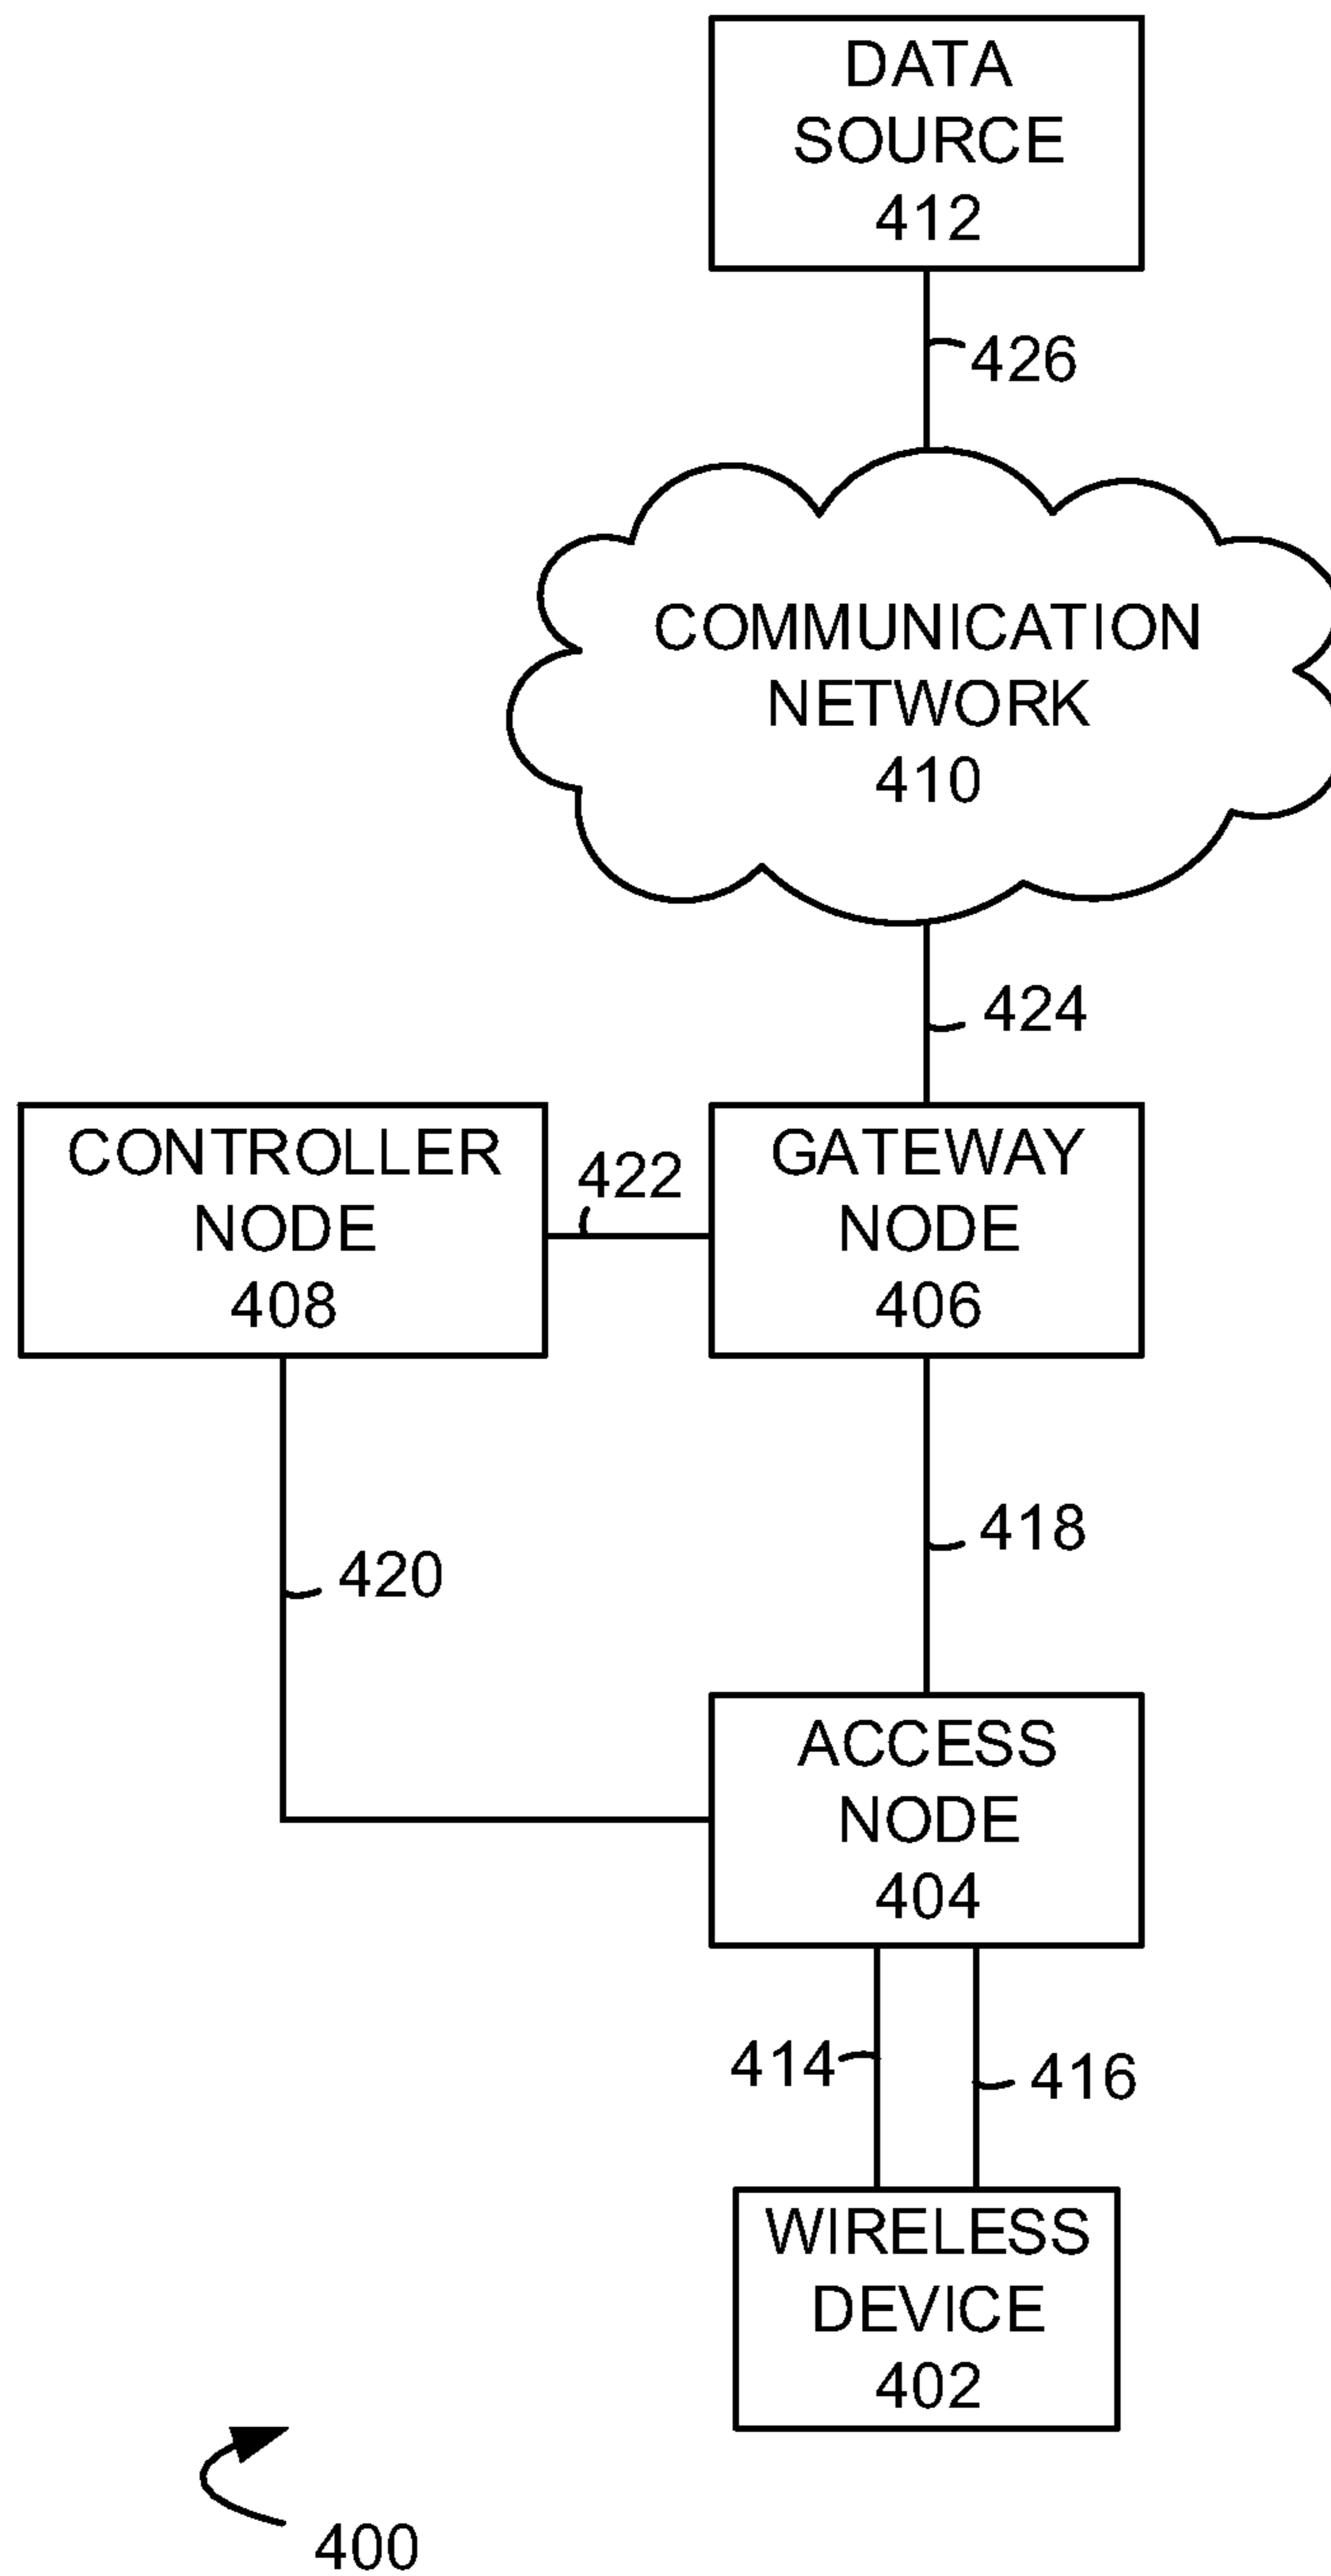 DATA
SOURCE
412
426
COMMUNICATION
NETWORK
410
424
CONTROLLER
NODE
408
422
GATEWAY
NODE
406
418
420
ACCESS
NODE
404
414
416
WIRELESS
DEVICE
402
400